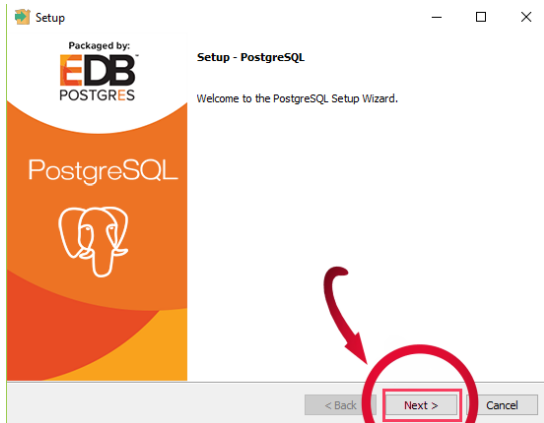 Setup
Packaged by:
EDB
POSTGRES
Setup - PostgreSQL
Welcome to the PostgreSQL Setup Wizard.
PostgreSQL
< Back
Next >
Cancel